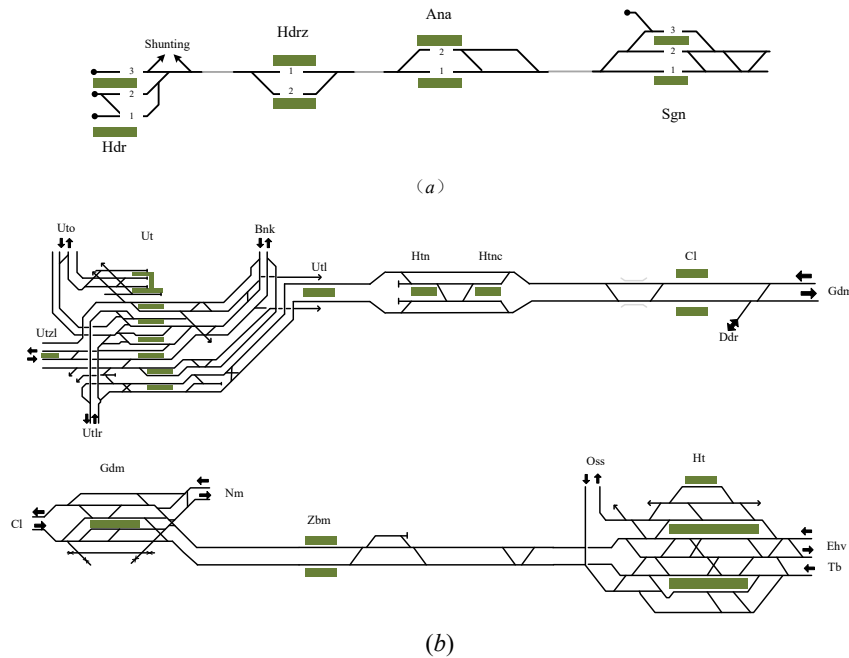 Ana
Hdrz
Shunting
3
2
1
Hdr
1
2
2
1
3
2
1
Sgn
(a)
Uto
Ut
Bnk
Utl
Htn
Htnc
Cl
Gdn
Utzl
Ddr
Utlr
Gdm
Nm
Cl
Zbm
Oss
Ht
Ehv
Tb
(b)